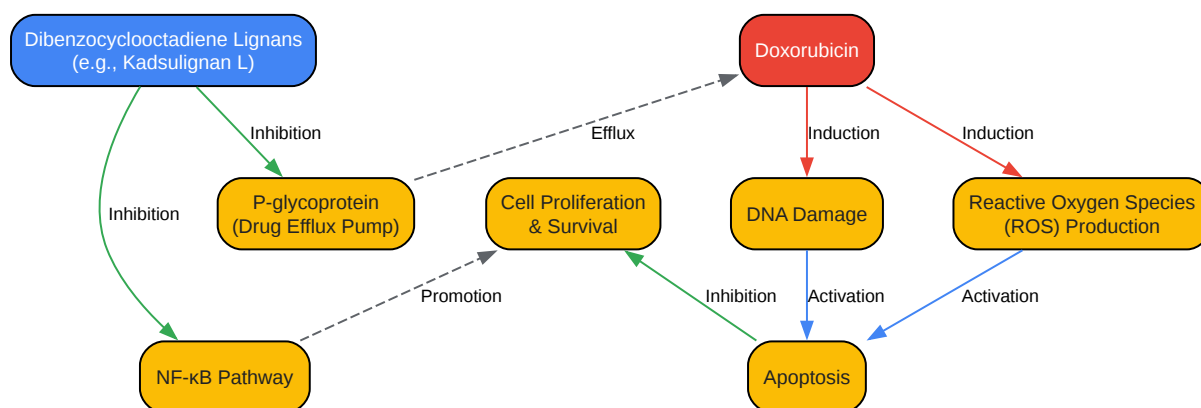 Dibenzocyclooctadiene Lignans
(e.g., Kadsulignan L)
Doxorubicin
Inhibition
Efflux
Induction
Induction
P-glycoprotein
(Drug Efflux Pump)
Cell Proliferation
& Survival
DNA Damage
Reactive Oxygen Species
(ROS) Production
Inhibition
Promotion
Inhibition
Activation
Activation
NF-κB Pathway
Apoptosis